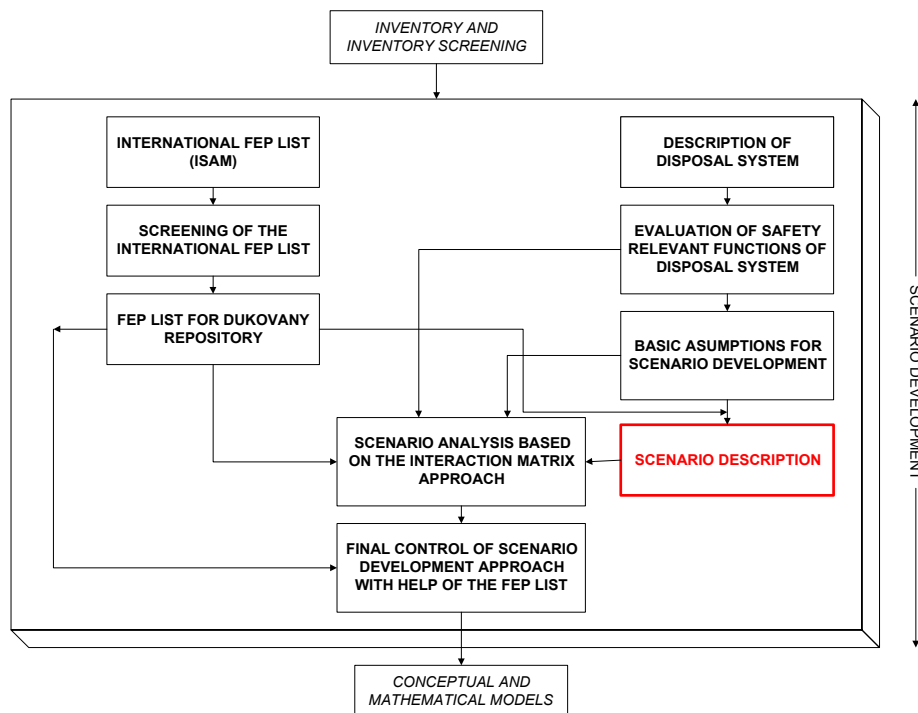 INVENTORY AND
INVENTORY SCREENING
INTERNATIONAL FEP LIST
(ISAM)
DESCRIPTION OF
DISPOSAL SYSTEM
SCREENING OF THE
INTERNATIONAL FEP LIST
EVALUATION OF SAFETY
RELEVANT FUNCTIONS OF
DISPOSAL SYSTEM
FEP LIST FOR DUKOVANY
REPOSITORY
BASIC ASUMPTIONS FOR
SCENARIO DEVELOPMENT
SCENARIO ANALYSIS BASED
ON THE INTERACTION MATRIX
APPROACH
SCENARIO DESCRIPTION
FINAL CONTROL OF SCENARIO
DEVELOPMENT APPROACH
WITH HELP OF THE FEP LIST
CONCEPTUAL AND
MATHEMATICAL MODELS
SCENARIO DEVELOPMENT